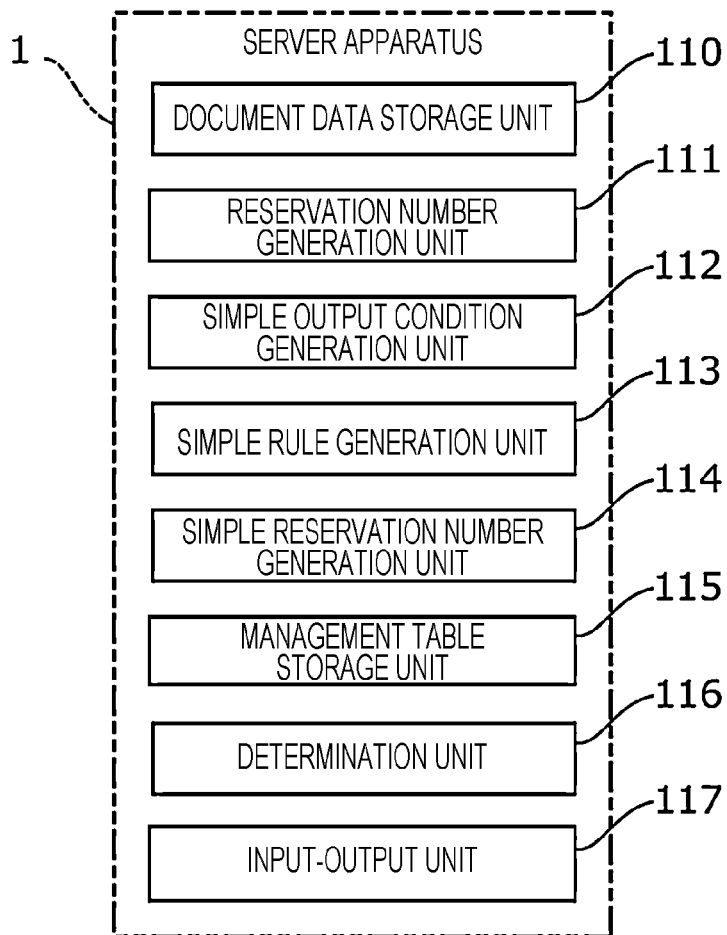 1
SERVER APPARATUS
110
DOCUMENT DATA STORAGE UNIT
111
RESERVATION NUMBER
GENERATION UNIT
112
SIMPLE OUTPUT CONDITION
GENERATION UNIT
113
SIMPLE RULE GENERATION UNIT
114
SIMPLE RESERVATION NUMBER
GENERATION UNIT
115
MANAGEMENT TABLE
STORAGE UNIT
116
DETERMINATION UNIT
117
INPUT-OUTPUT UNIT